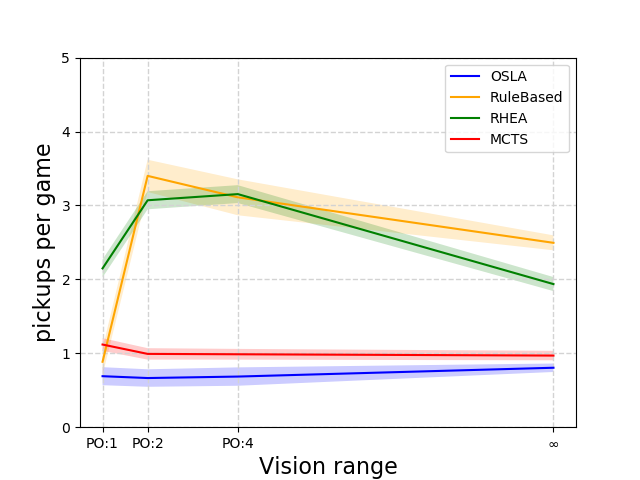 5
4
3
2
1
0
pickups per game
OSLA
RuleBased
RHEA
MCTS
PO:1 PO:2 PO:4 ∞
Vision range